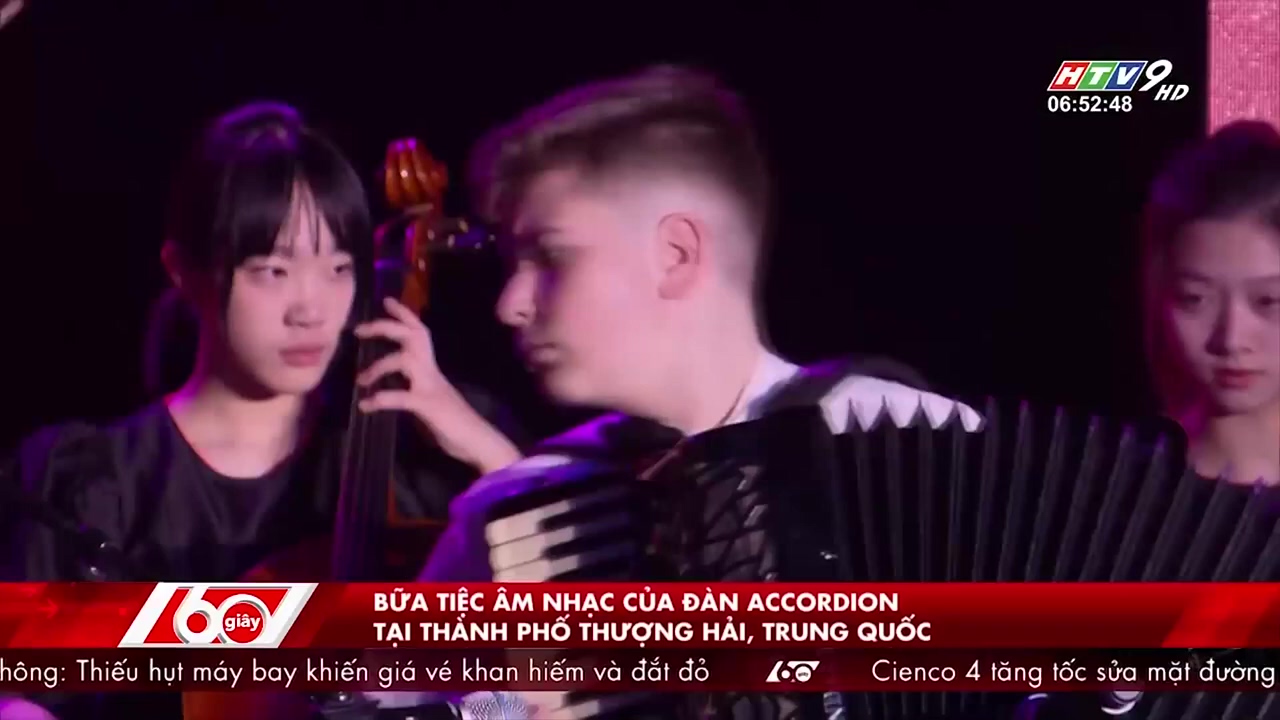 HTV9 HD
06:52:48
60 giây
BỮA TIỆC ÂM NHẠC CỦA ĐÀN ACCORDION
TẠI THÀNH PHỐ THƯỢNG HẢI, TRUNG QUỐC
hông: Thiếu hụt máy bay khiến giá vé khan hiếm và đắt đỏ 60 giây Cienco 4 tăng tốc sửa mặt đường